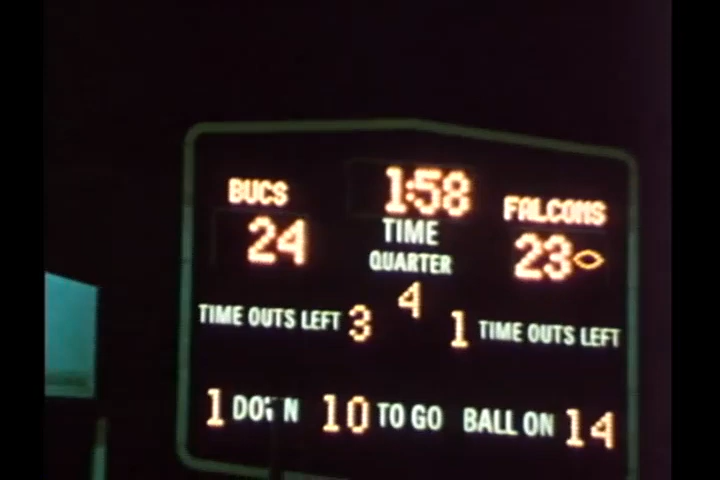 BUCS 1:58 FALCONS
24 TIME 23
QUARTER
4
TIME OUTS LEFT 3 1 TIME OUTS LEFT
1 DOWN 10 TO GO BALL ON 14